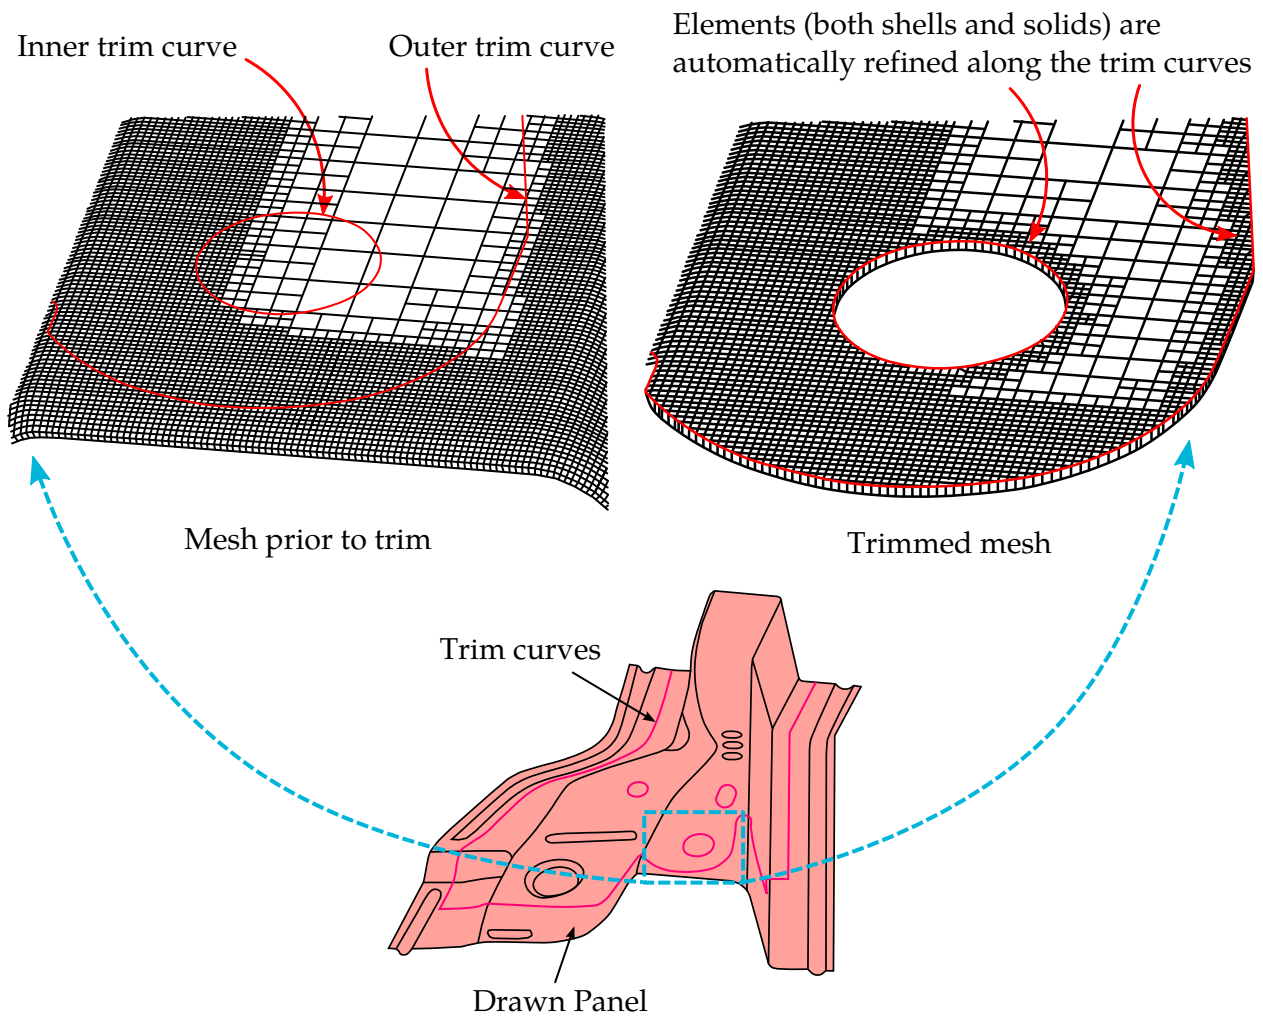 Inner trim curve
Outer trim curve
Elements (both shells and solids) are
automatically refined along the trim curves
Mesh prior to trim
Trimmed mesh
Trim curves
Drawn Panel